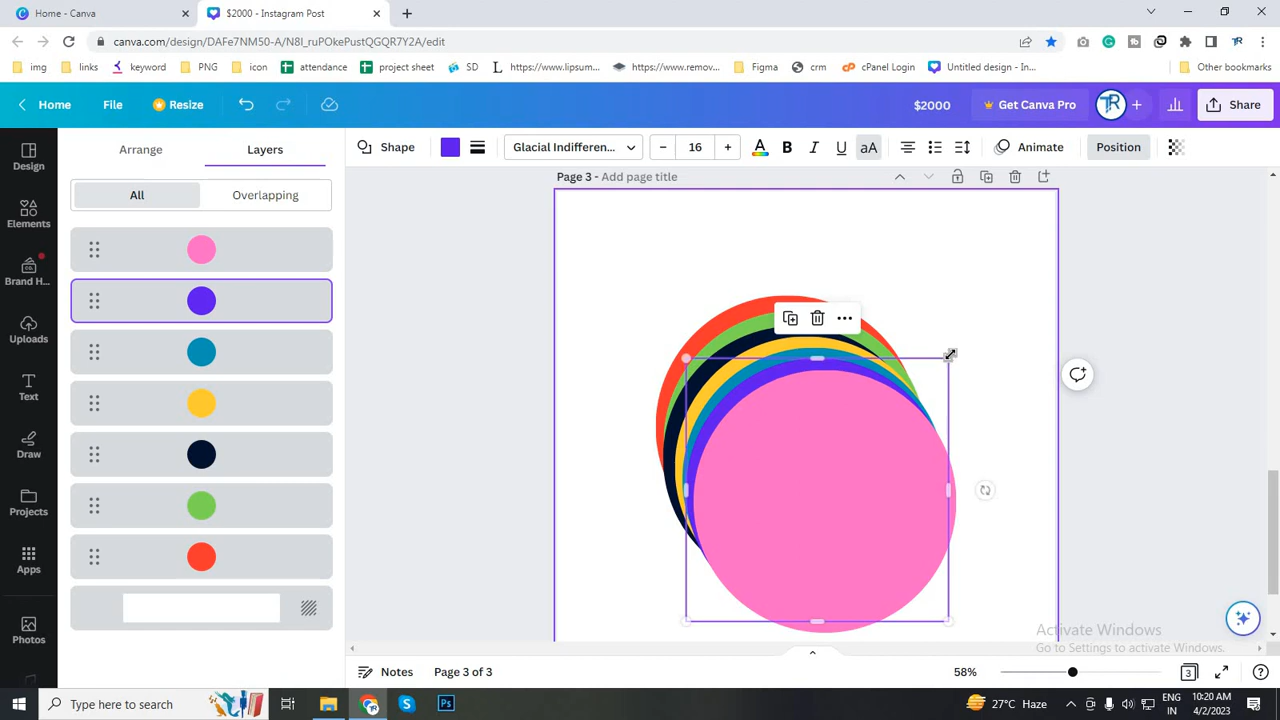 Home - Canva
$2000 - Instagram Post
canva.com/design/DAFe7NM50-A/N8I_ruPOkePustQGQR7Y2A/edit
img links keyword PNG icon attendance project sheet SD https://www.lipsum... https://www.remov... Figma crm cPanel Login Untitled design - In... Other bookmarks
Home File Resize $2000 Get Canva Pro Share
Design
Elements
Brand H...
Uploads
Text
Draw
Projects
Apps
Photos
Arrange Layers
All Overlapping
Shape Glacial Indifferen... 16 A B I U aA Animate Position
Page 3 - Add page title
Activate Windows
Go to Settings to activate Windows.
Notes Page 3 of 3 58% 3
Type here to search
27°C Haze
ENG
IN
10:20 AM
4/2/2023